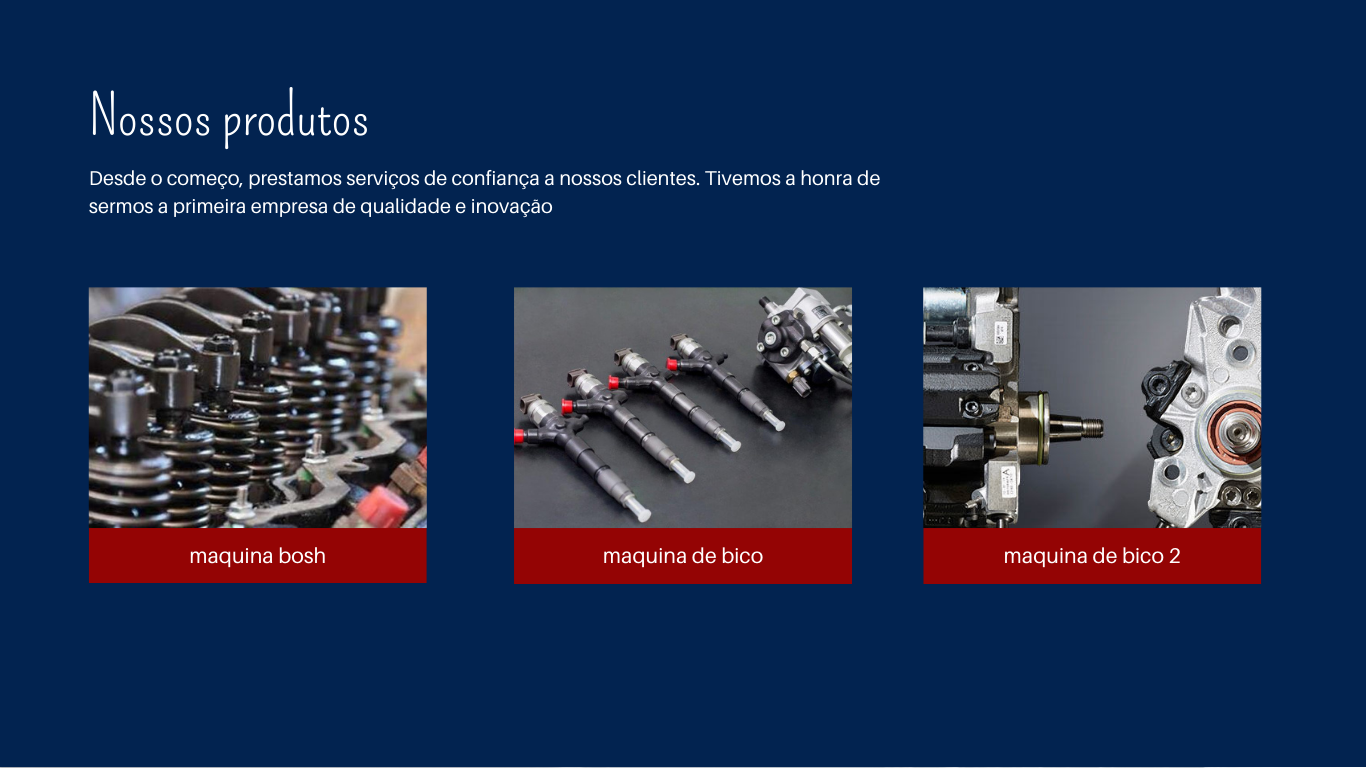 Nossos produtos
Desde o começo, prestamos serviços de confiança a nossos clientes. Tivemos a honra de
sermos a primeira empresa de qualidade e inovação
maquina bosh
maquina de bico
maquina de bico 2